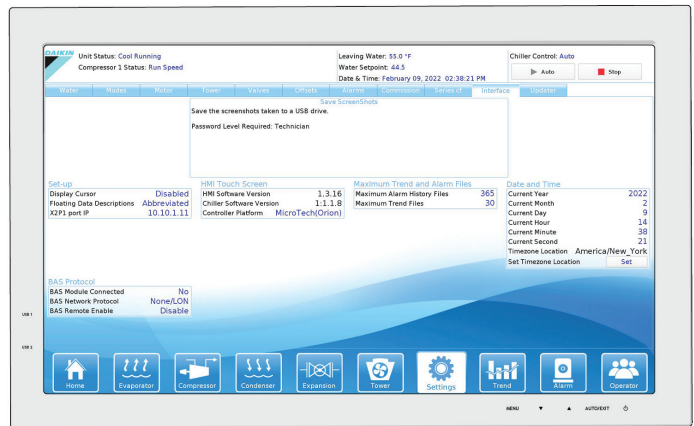 DAIKIN
Unit Status: Cool Running
Compressor 1 Status: Run Speed
Leaving Water: 55.0 °F
Water Setpoint: 44.5
Date & Time: February 09, 2022 02:38:21 PM
Chiller Control: Auto
Auto Stop
Water Modes Motor Tower Valves Offsets Alarms Commission Series cf Interface Updater
Save ScreenShots
Save the screenshots taken to a USB drive.
Password Level Required: Technician
Set-up
Display Cursor Disabled
Floating Data Descriptions Abbreviated
X2P1 port IP 10.10.1.11
HMI Touch Screen
HMI Software Version 1.3.16
Chiller Software Version 1:1.1.8
Controller Platform MicroTech(Orion)
Maximum Trend and Alarm Files
Maximum Alarm History Files 365
Maximum Trend Files 30
Date and Time
Current Year 2022
Current Month 2
Current Day 9
Current Hour 14
Current Minute 38
Current Second 21
Timezone Location America/New_York
Set Timezone Location Set
BAS Protocol
BAS Module Connected No
BAS Network Protocol None/LON
BAS Remote Enable Disable
USB 1
USB 2
Home Evaporator Compressor Condenser Expansion Tower Settings Trend Alarm Operator
MENU ▼ ▲ AUTO/EXIT